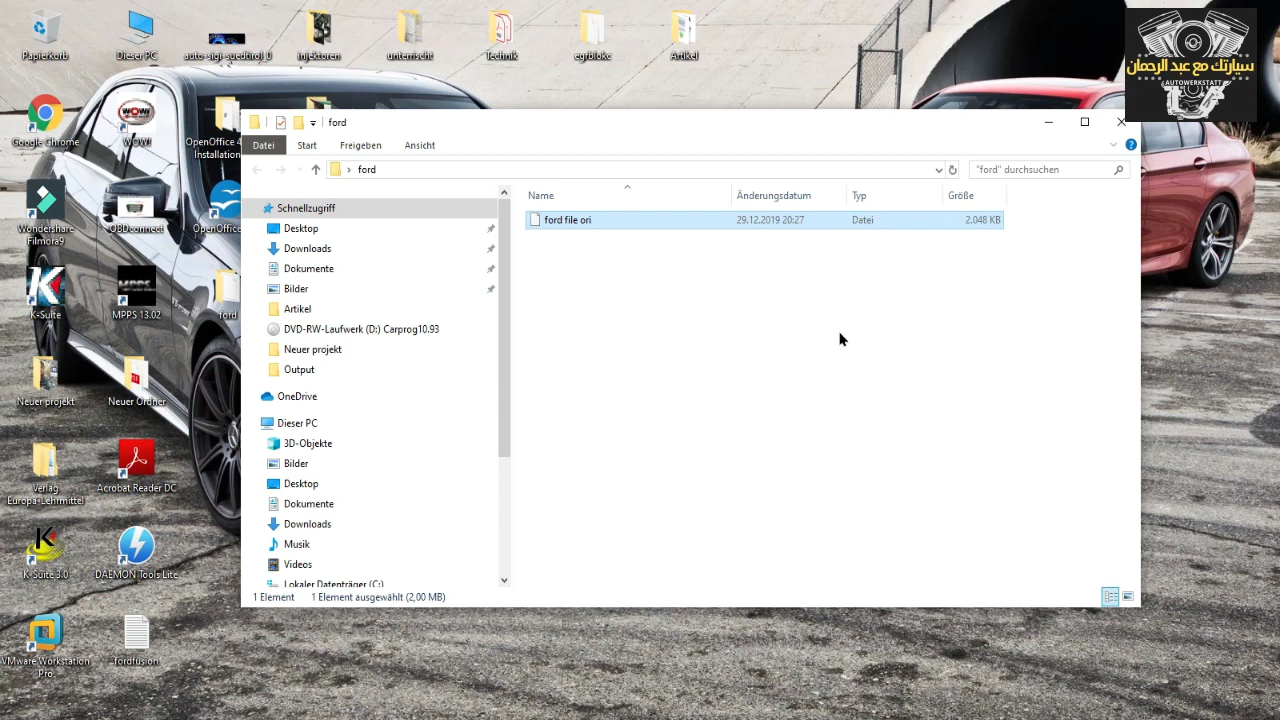 Papierkorb
Dieser PC
auto-sigi-suedtirol_0
injektoren
unterricht
Technik
egrblokc
Artikel
سيارتك مع عبد الرحمان
AUTOWERKSTATT
Google Chrome
WOW!
OpenOffice 4
Installation
ford
Datei
Start
Freigeben
Ansicht
ford
"ford" durchsuchen
Wondershare
Filmora9
OBDconnect
OpenOffice
K-Suite
MPPS 13.02
ford
Neuer projekt
Neuer Ordner
Verlag
Europa-Lehrmittel
Acrobat Reader DC
K-Suite 3.0
DAEMON Tools Lite
VMware Workstation
Pro
fordfusion
Schnellzugriff
Desktop
Downloads
Dokumente
Bilder
Artikel
DVD-RW-Laufwerk (D:) Carprog10.93
Neuer projekt
Output
OneDrive
Dieser PC
3D-Objekte
Bilder
Desktop
Dokumente
Downloads
Musik
Videos
Lokaler Datenträger (C:)
Name
Änderungsdatum
Typ
Größe
ford file ori
29.12.2019 20:27
Datei
2.048 KB
1 Element
1 Element ausgewählt (2,00 MB)